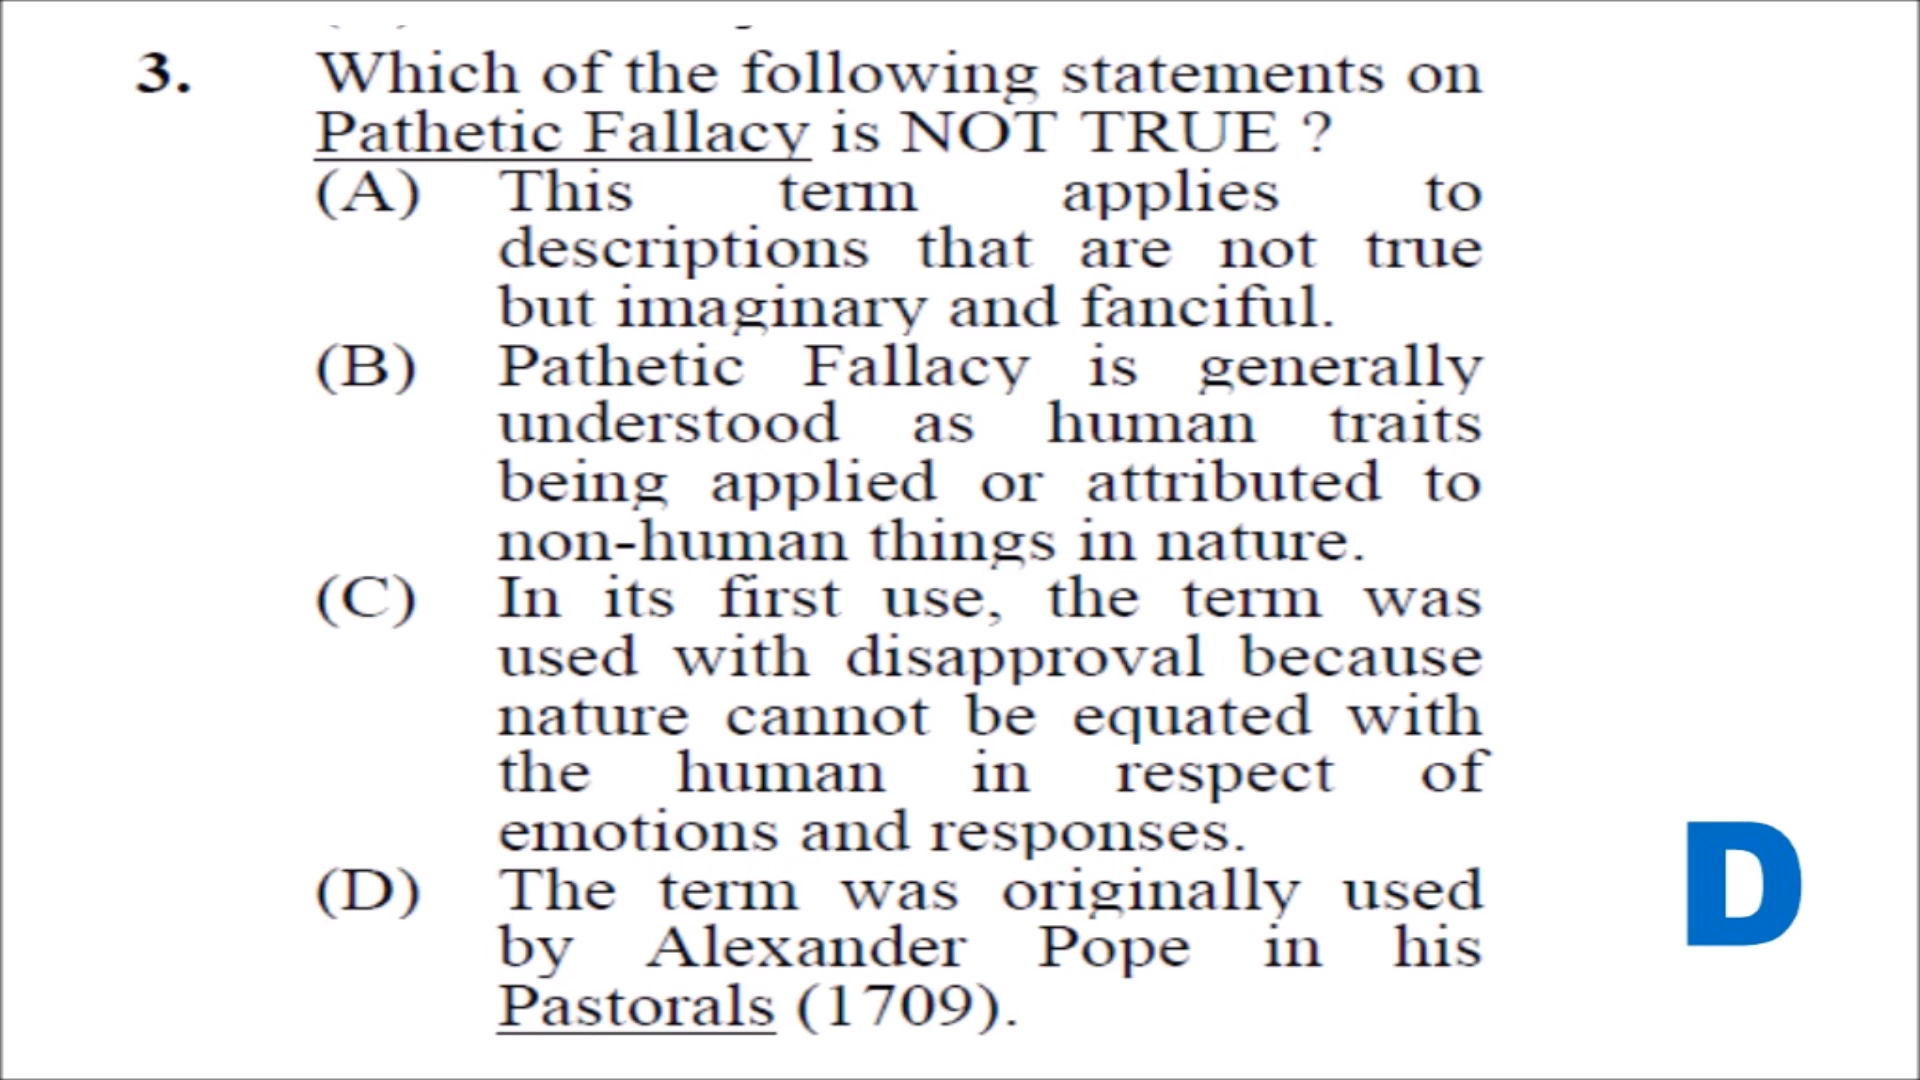 3. Which of the following statements on
Pathetic Fallacy is NOT TRUE ?
(A) This term applies to
descriptions that are not true
but imaginary and fanciful.
(B) Pathetic Fallacy is generally
understood as human traits
being applied or attributed to
non-human things in nature.
(C) In its first use, the term was
used with disapproval because
nature cannot be equated with
the human in respect of
emotions and responses.
(D) The term was originally used
by Alexander Pope in his
Pastorals (1709).
D